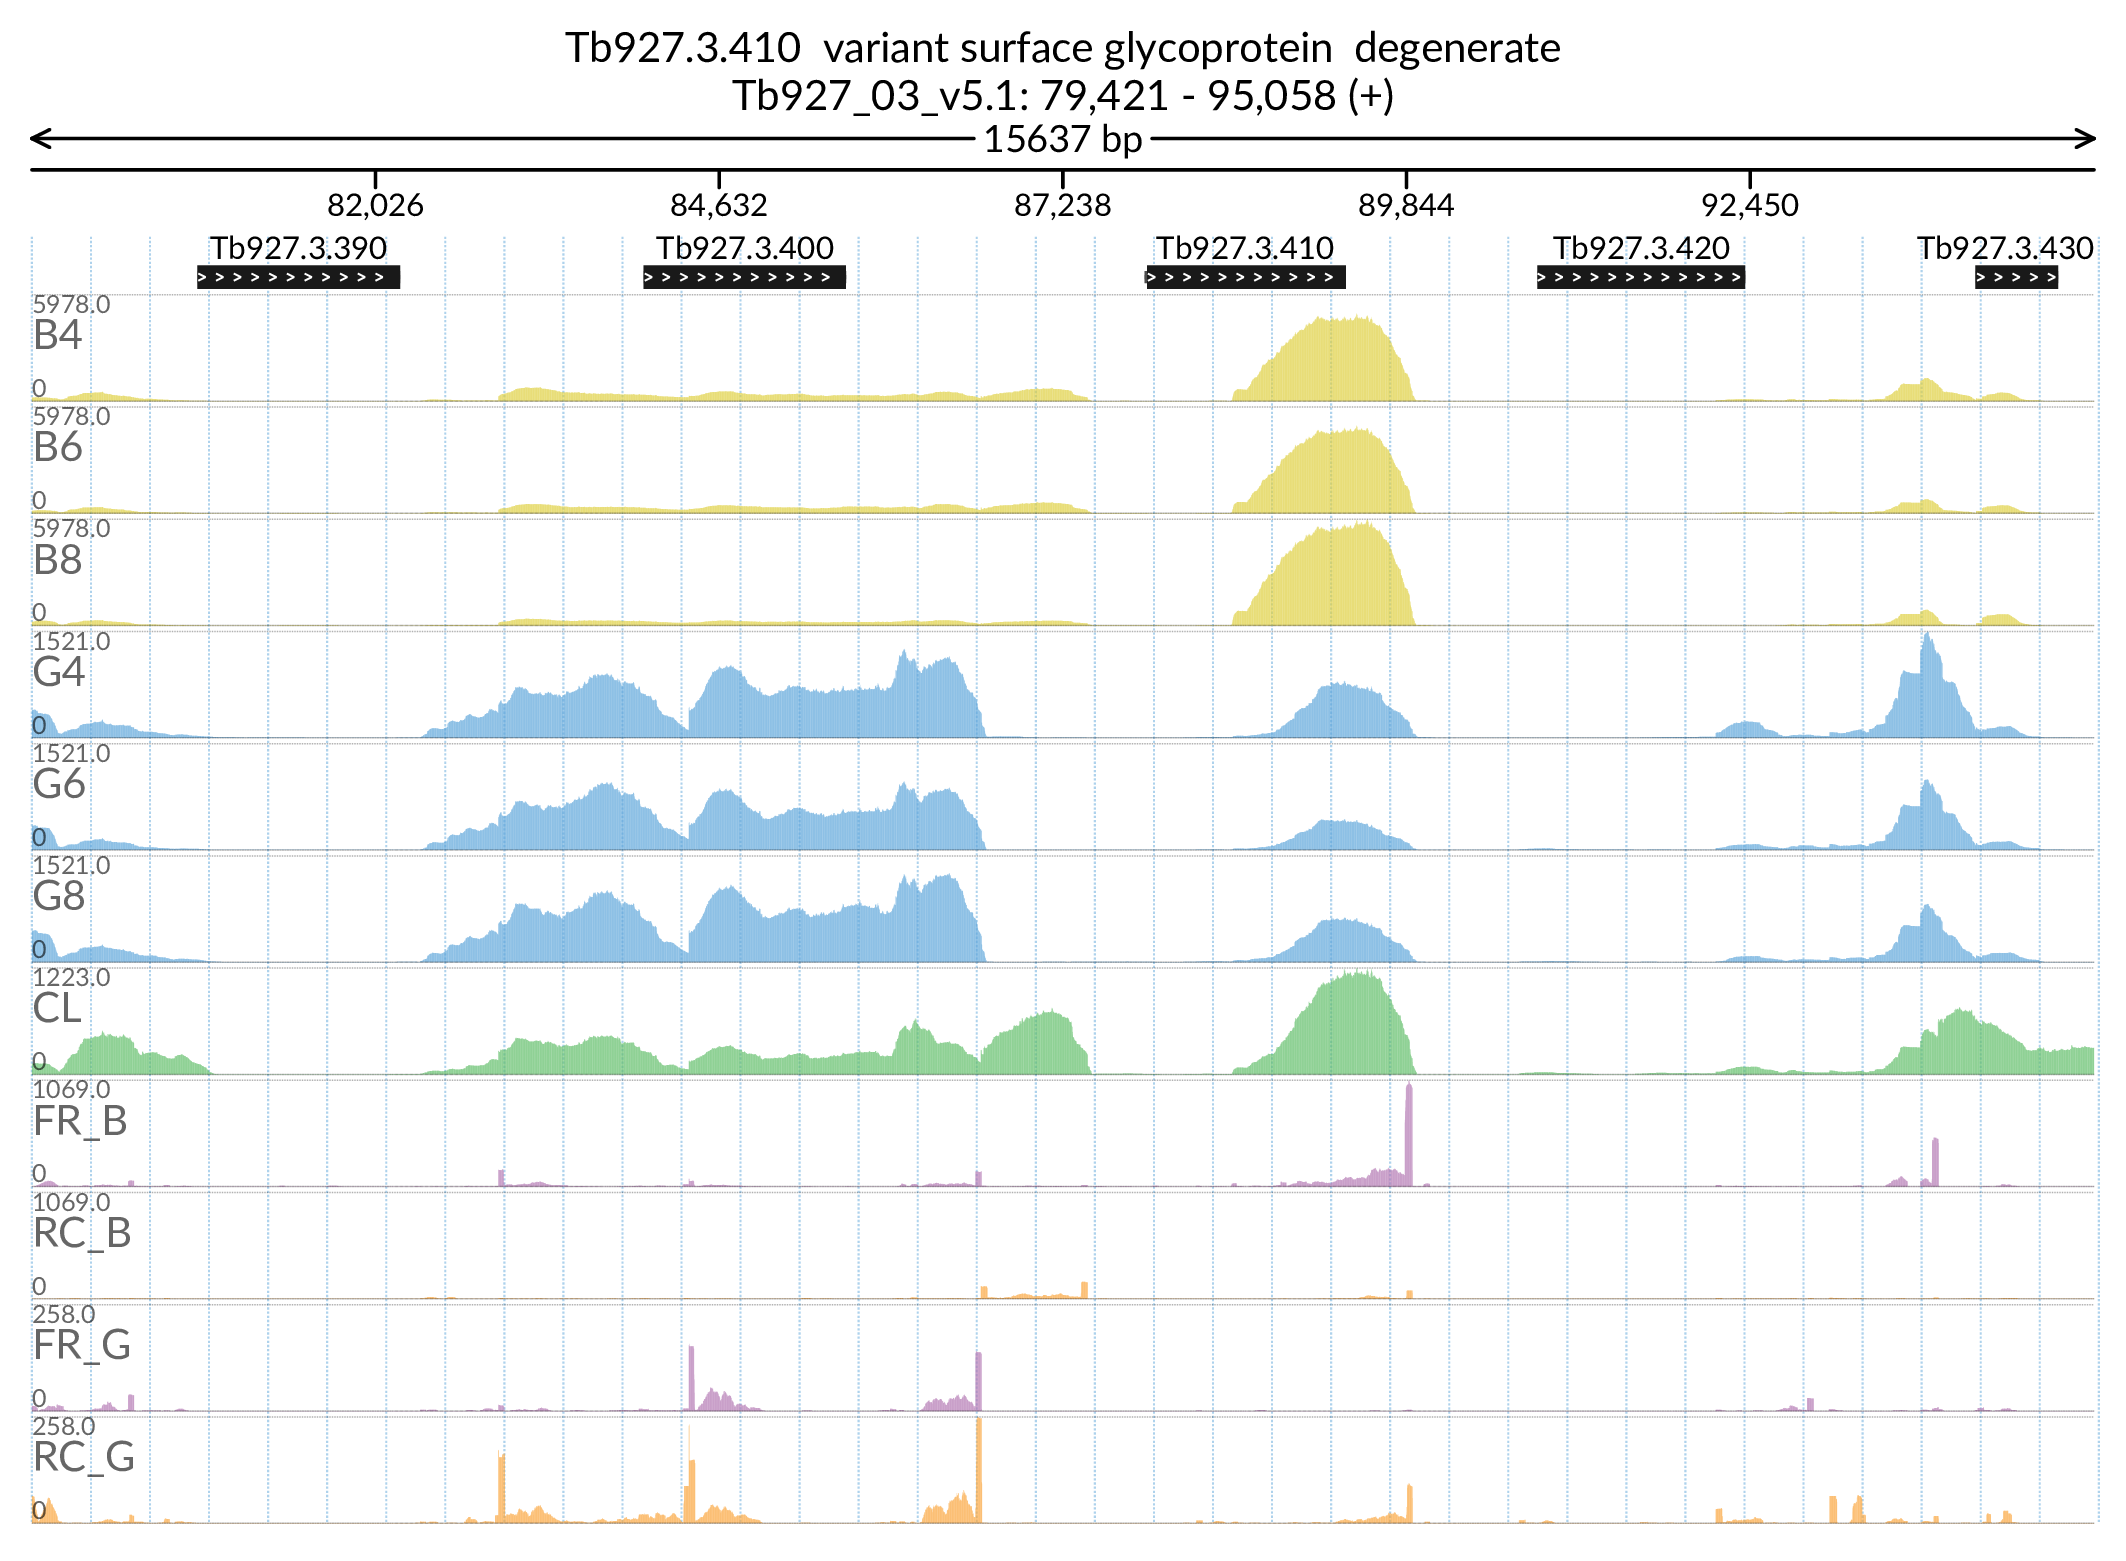 Tb927.3.410 variant surface glycoprotein degenerate
Tb927_03_v5.1: 79,421 - 95,058 (+)
15637 bp
82,026 84,632 87,238 89,844 92,450
Tb927.3.390 Tb927.3.400 Tb927.3.410 Tb927.3.420 Tb927.3.430
5978.0
B4
0
5978.0
B6
0
5978.0
B8
0
1521.0
G4
0
1521.0
G6
0
1521.0
G8
0
1223.0
CL
0
1069.0
FR_B
0
1069.0
RC_B
0
258.0
FR_G
0
258.0
RC_G
0